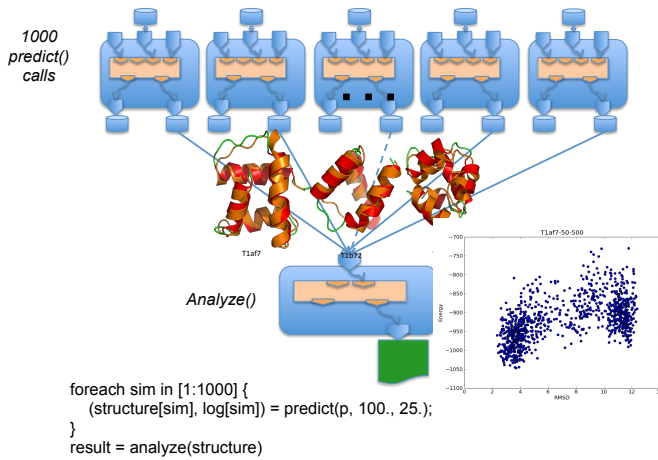 1000
predict()
calls
T1af7
T1b72
Analyze()
T1af7-50-500
Energy
−700
−750
−800
−850
−900
−950
−1000
−1050
−1100
0
2
4
6
8
10
12
14
RMSD
foreach sim in [1:1000] {
(structure[sim], log[sim]) = predict(p, 100., 25.);
}
result = analyze(structure)